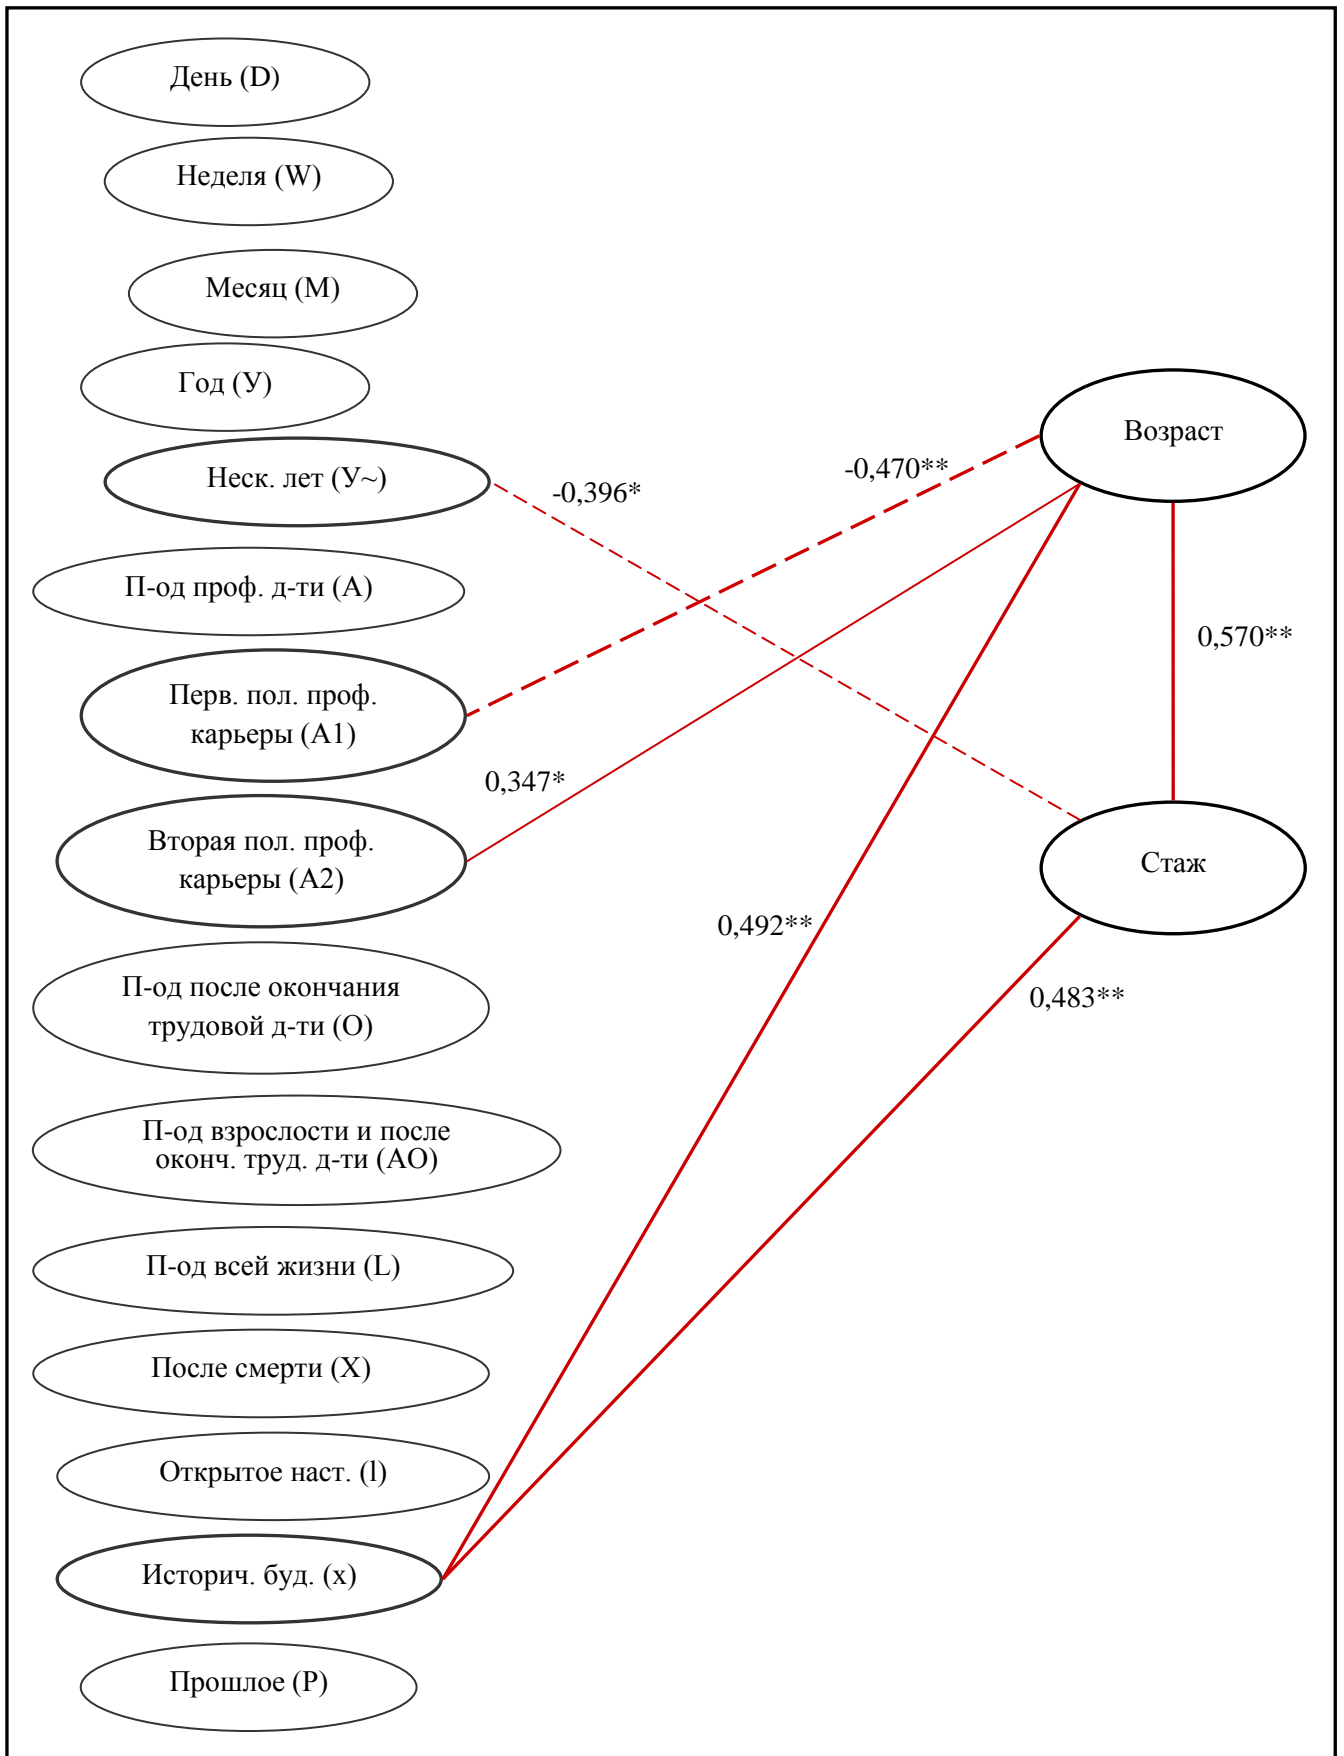 День (D)
Неделя (W)
Месяц (M)
Год (У)
Неск. лет (У~)
П-од проф. д-ти (А)
Перв. пол. проф.
карьеры (А1)
Вторая пол. проф.
карьеры (А2)
П-од после окончания
трудовой д-ти (О)
П-од взрослости и после
оконч. труд. д-ти (АО)
П-од всей жизни (L)
После смерти (X)
Открытое наст. (l)
Историч. буд. (x)
Прошлое (P)
-0,396*
-0,470**
0,347*
0,492**
0,483**
0,570**
Возраст
Стаж